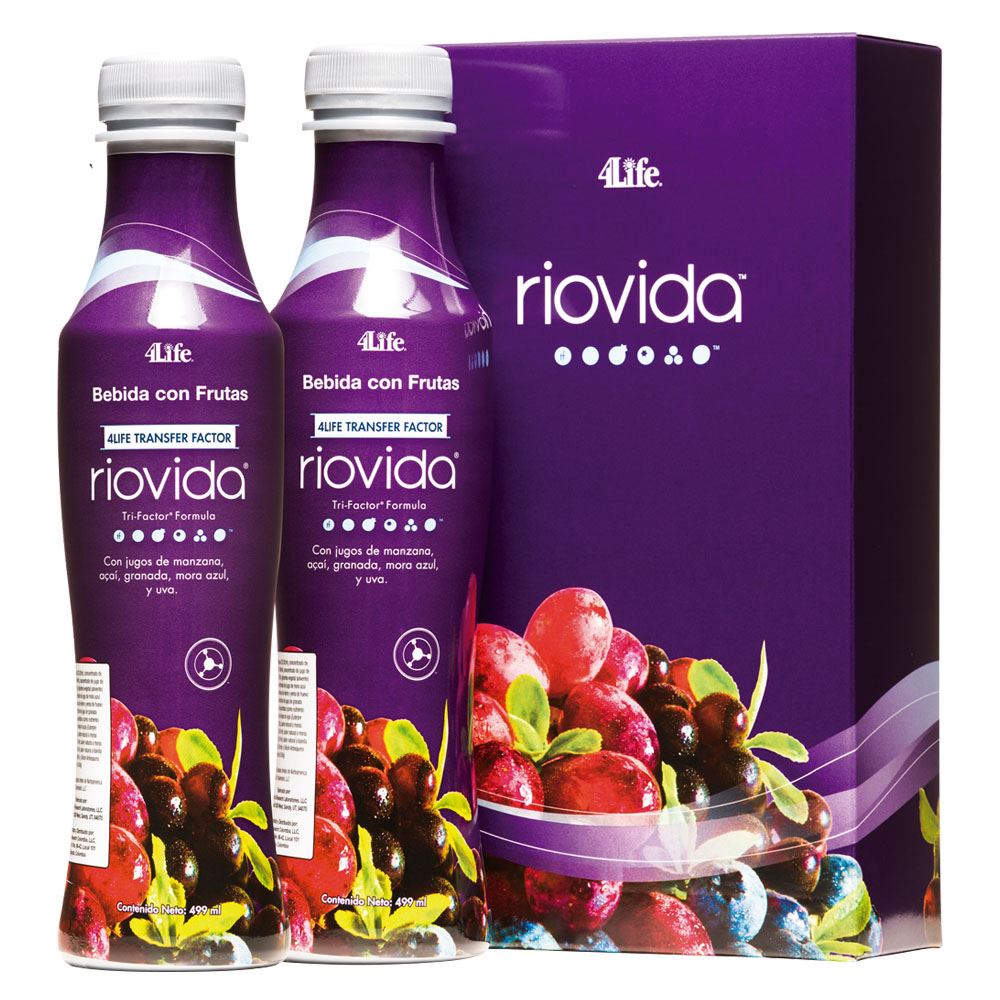 4Life®
Bebida con Frutas
4LIFE TRANSFER FACTOR
riovida®
Tri-Factor® Formula
Con jugos de manzana,
açaí, granada, mora azul,
y uva.
Contenido Neto: 499 ml
4Life®
Bebida con Frutas
4LIFE TRANSFER FACTOR
riovida®
Tri-Factor® Formula
Con jugos de manzana,
açaí, granada, mora azul,
y uva.
Contenido Neto: 499 ml
4Life®
riovida™